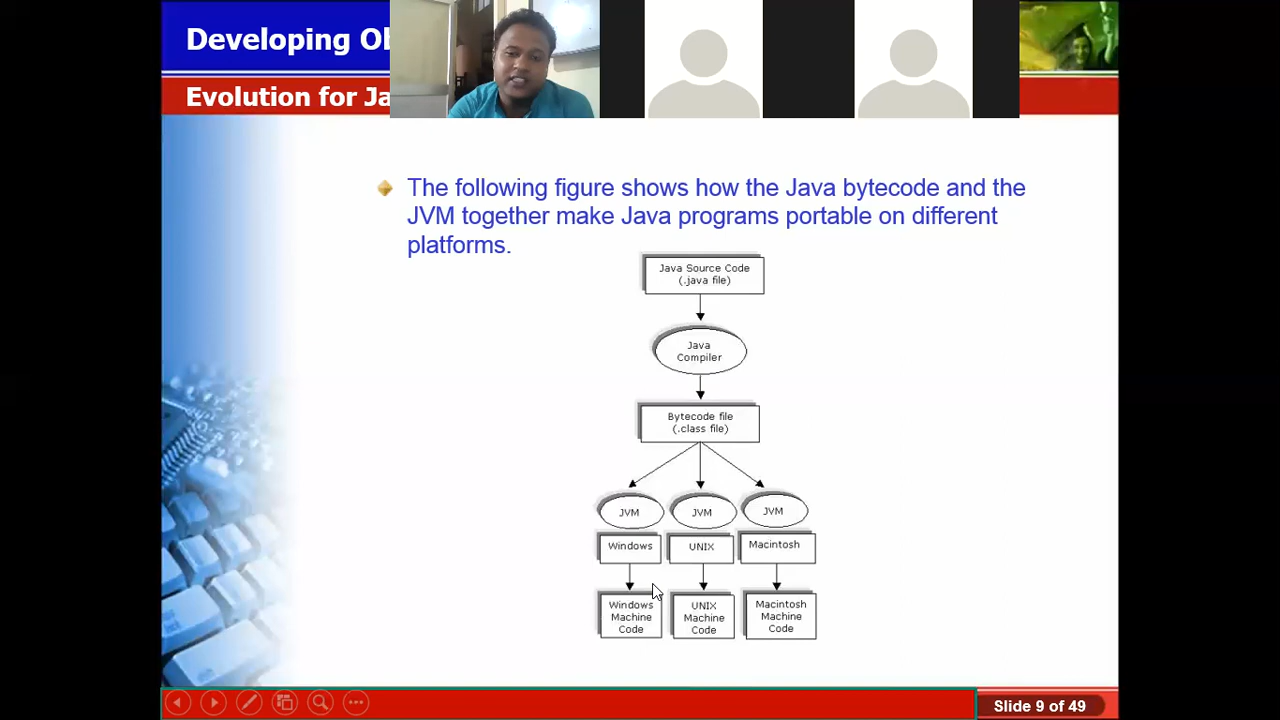 Developing Ob
Evolution for Ja
The following figure shows how the Java bytecode and the
JVM together make Java programs portable on different
platforms.
Java Source Code
(.java file)
Java
Compiler
Bytecode file
(.class file)
JVM
JVM
JVM
Windows
UNIX
Macintosh
Windows
Machine
Code
UNIX
Machine
Code
Macintosh
Machine
Code
Slide 9 of 49